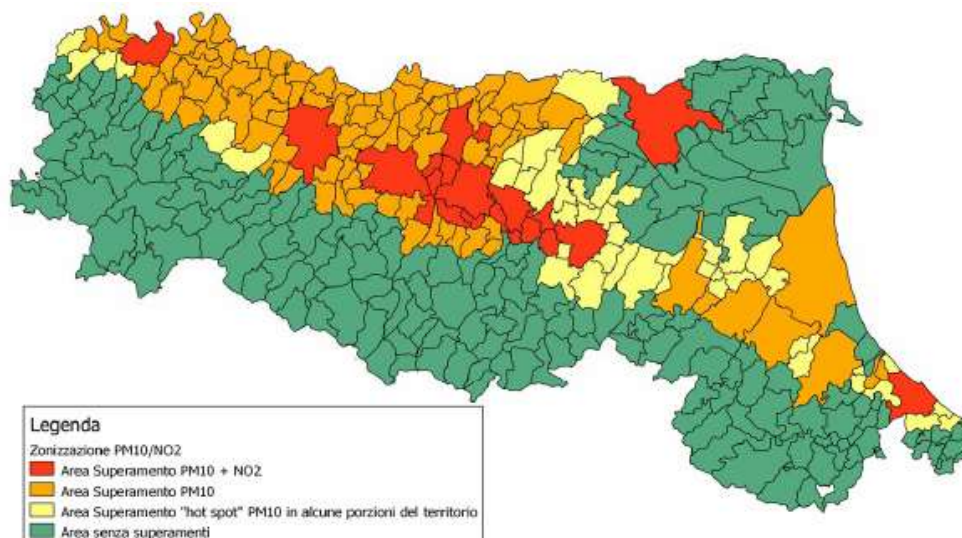 Legenda
Zonizzazione PM10/NO2
Area Superamento PM10 + NO2
Area Superamento PM10
Area Superamento "hot spot" PM10 in alcune porzioni del territorio
Area senza superamenti